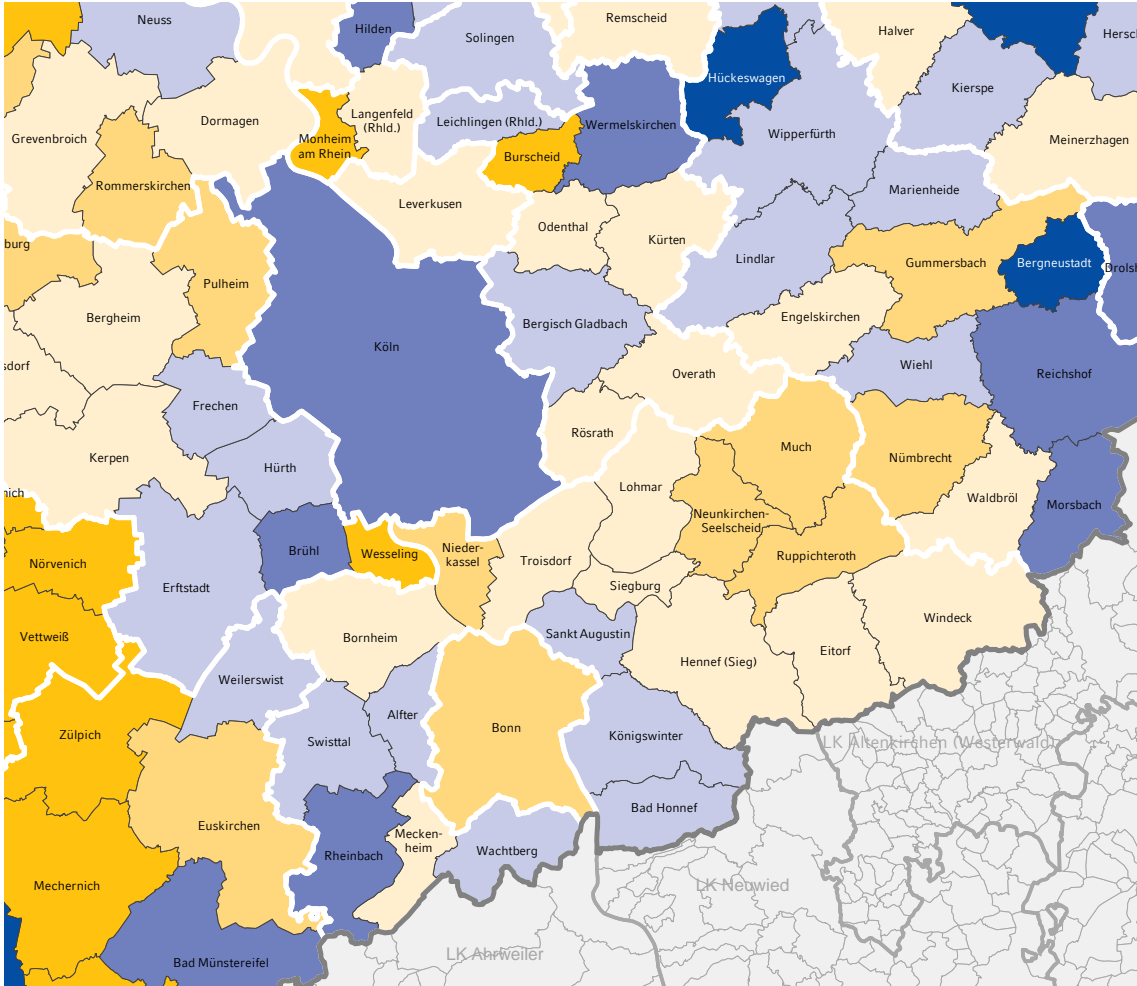 Neuss
Hilden
Solingen
Remscheid
Halver
Hersch
Hückeswagen
Kierspe
Langenfeld
(Rhld.)
Leichlingen (Rhld.)
Wermelskirchen
Dormagen
Wipperfürth
Grevenbroich
Monheim
am Rhein
Meinerzhagen
Burscheid
Rommerskirchen
Marienheide
Leverkusen
Odenthal
Kürten
burg
Lindlar
Gummersbach
Bergneustadt
Drolsh
Pulheim
Bergheim
Köln
Bergisch Gladbach
Engelskirchen
sdorf
Overath
Wiehl
Reichshof
Frechen
Rösrath
Much
Kerpen
Hürth
Nümbrecht
Lohmar
nich
Waldbröl
Morsbach
Neunkirchen-
Seelscheid
Nörvenich
Brühl
Wesseling
Nieder-
kassel
Troisdorf
Ruppichteroth
Erftstadt
Siegburg
Vettweiß
Bornheim
Sankt Augustin
Windeck
Hennef (Sieg)
Eitorf
Weilerswist
Alfter
Zülpich
Swisttal
Bonn
Königswinter
LK Altenkirchen (Westerwald)
Bad Honnef
Euskirchen
Mecken-
heim
Rheinbach
Wachtberg
Mechernich
LK Neuwied
LK Ahrweiler
Bad Münstereifel